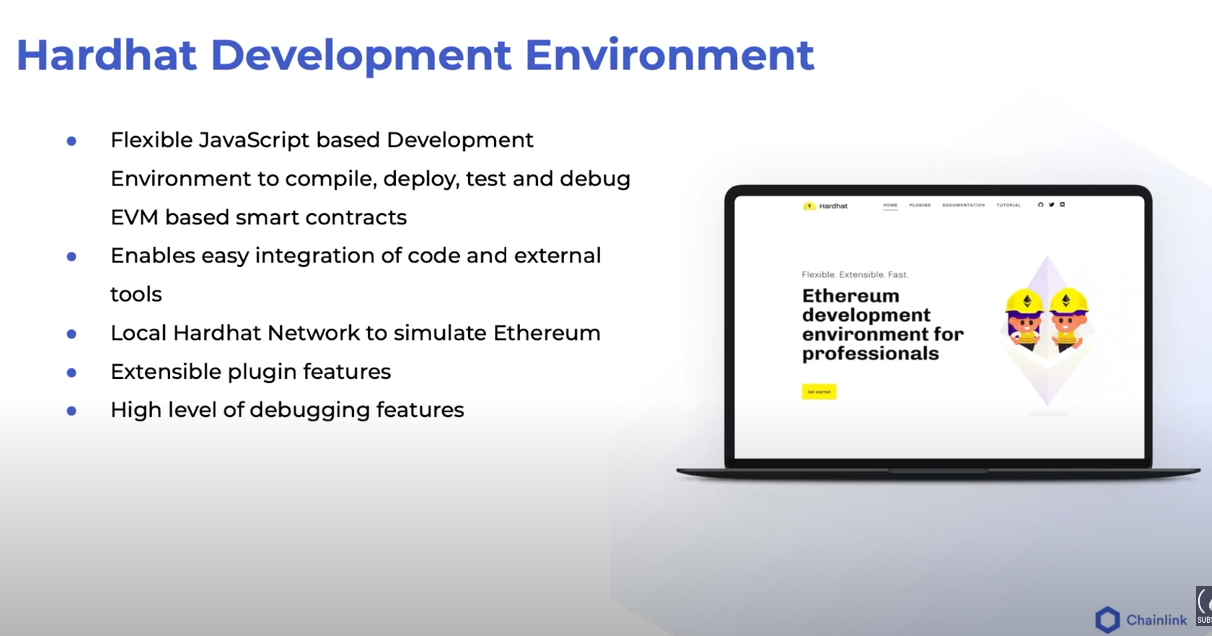 Hardhat Development Environment
Flexible JavaScript based Development
Environment to compile, deploy, test and debug
EVM based smart contracts
Enables easy integration of code and external
tools
Local Hardhat Network to simulate Ethereum
Extensible plugin features
High level of debugging features
Hardhat
HOME PLUGINS DOCUMENTATION TUTORIAL
Flexible. Extensible. Fast.
Ethereum
development
environment for
professionals
Get started
Chainlink
SUBS